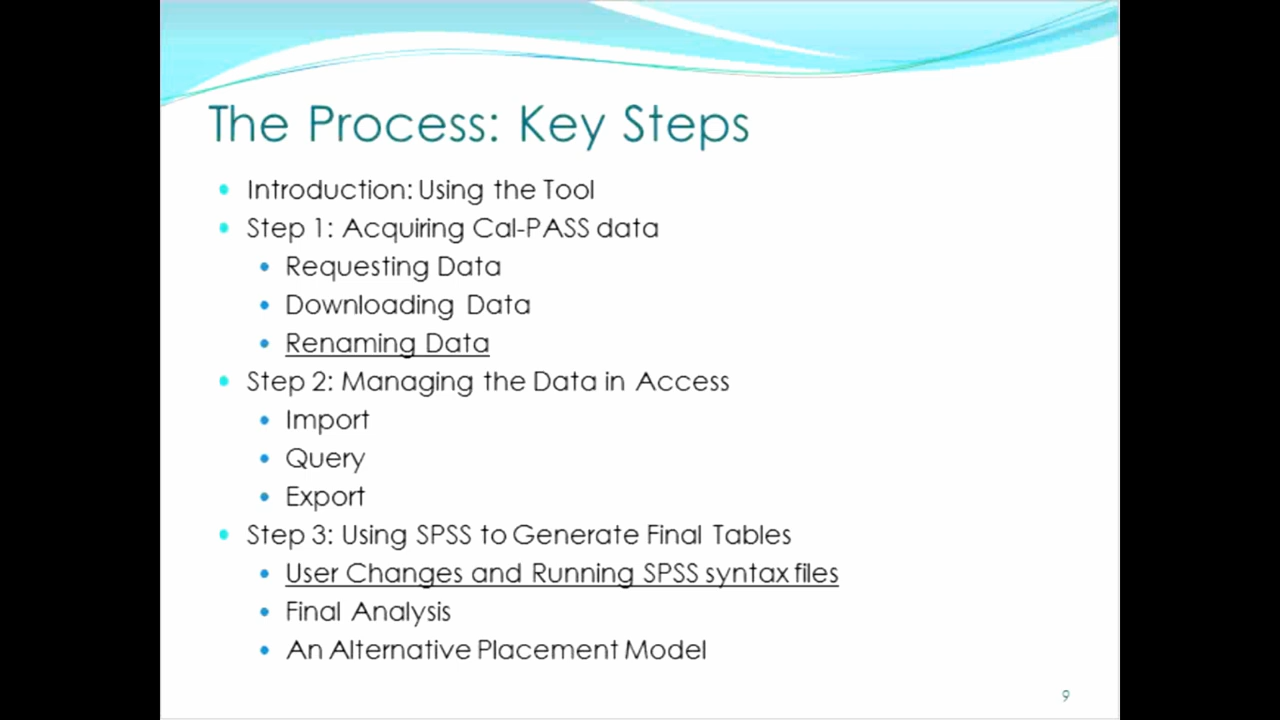 The Process: Key Steps
Introduction: Using the Tool
Step 1: Acquiring Cal-PASS data
Requesting Data
Downloading Data
Renaming Data
Step 2: Managing the Data in Access
Import
Query
Export
Step 3: Using SPSS to Generate Final Tables
User Changes and Running SPSS syntax files
Final Analysis
An Alternative Placement Model
9